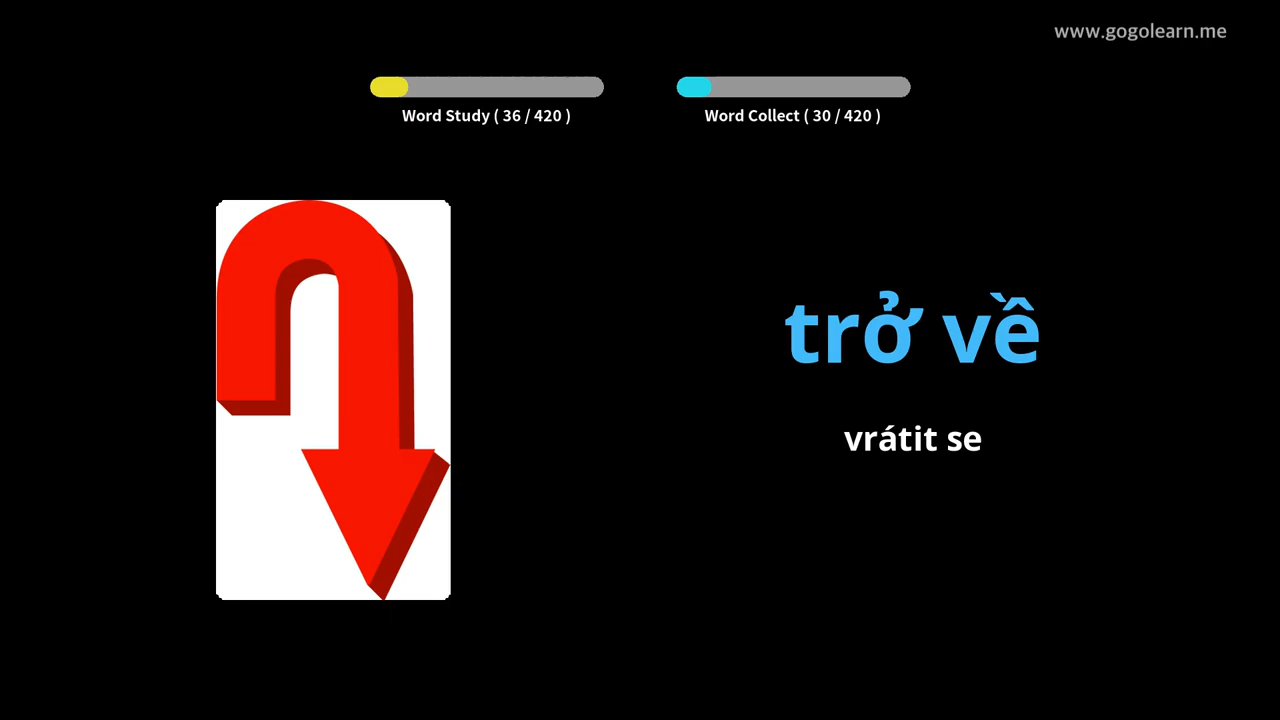 www.gogolearn.me
Word Study ( 36 / 420 )
Word Collect ( 30 / 420 )
trở về
vrátit se